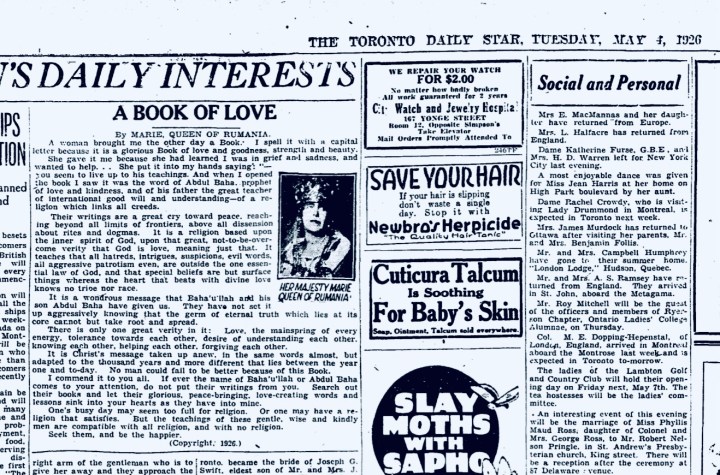 THE TORONTO DAILY STAR, TUESDAY, MAY 4, 1926
'S DAILY INTERESTS
A BOOK OF LOVE
By MARIE, QUEEN OF RUMANIA.
A woman brought me the other day a Book. I spell it with a capital
letter because it is a glorious Book of love and goodness, strength and beauty.
She gave it me because she had learned I was in grief and sadness, and
wanted to help. . . She put it into my hands saying: "—
you seem to live up to his teachings. And when I opened
the book I saw it was the word of Abdul Baha. prophet
of love and kindness, and of his father the great teacher
of international good will and understanding—of a re-
ligion which links all creeds.
Their writings are a great cry toward peace, reach-
ing beyond all limits of frontiers, above all dissension
about rites and dogmas. It is a religion based upon
the inner spirit of God, upon that great, not-to-be-over-
come verity that God is love, meaning just that. It
teaches that all hatreds, intrigues, suspicions, evil words,
all aggressive patriotism even, are outside the one essen-
tial law of God, and that special beliefs are but surface
things whereas the heart that beats with divine love
knows no tribe nor race.
HER MAJESTY MARIE
QUEEN OF RUMANIA
It is a wondrous message that Baha'u'llah and his
son Abdul Baha have given us. They have not set it
up aggressively knowing that the germ of eternal truth which lies at its
core cannot but take root and spread.
There is only one great verity in it: Love, the mainspring of every
energy, tolerance towards each other, desire of understanding each other.
knowing each other, helping each other, forgiving each other.
It is Christ's message taken up anew, in the same words almost, but
adapted to the thousand years and more different that lies between the year
one and to-day. No man could fail to be better because of this Book.
I commend it to you all. If ever the name of Baha'u'llah or Abdul Baha
comes to your attention, do not put their writings from you. Search out
their books and let their glorious, peace-bringing, love-creating words and
lessons sink into your hearts as they have into mine.
One's busy day may seem too full for religion. Or one may have a re-
ligion that satisfies. But the teachings of these gentle, wise and kindly
men are compatible with all religion, and with no religion.
Seek them, and be the happier.
(Copyright, 1926.)
right arm of the gentleman who is to
give her away and they approach the
ronto. became the bride of Joseph G.
Swift, eldest son of Mr. and Mrs. J.
WE REPAIR YOUR WATCH
FOR $2.00
No matter how badly broken
All work guaranteed for 2 years
Watch and Jewelry Hospital
167 YONGE STREET
Room 12, Opposite Simpson's
Take Elevator
Mail Orders Promptly Attended To
SAVE YOUR HAIR
If your hair is slipping
don't waste a single
day. Stop it with
Newbro's Herpicide
"The Quality Hair Tonic"
Cuticura Talcum
Is Soothing
For Baby's Skin
Soap, Ointment, Talcum sold everywhere.
SLAY
MOTHS
WITH
SAPHO
Social and Personal
Mrs E. MacMannas and her daugh-
ter have returned from Europe.
Mrs. L. Halfacre has returned from
England.
Dame Katherine Furse, G.B.E., and
Mrs. H. D. Warren left for New York
City last evening.
A most enjoyable dance was given
for Miss Jean Harris at her home on
High Park boulevard by her aunt.
Dame Rachel Crowdy, who is visit-
ing Lady Drummond in Montreal, is
expected in Toronto next week.
Mrs. James Murdock has returned to
Ottawa after visiting her parents, Mr.
and Mrs. Benjamin Follis.
Mr. and Mrs. Campbell Humphrey
have gone to their summer home,
"London Lodge," Hudson, Quebec.
Mr. and Mrs. A. S. Ramsey have re-
turned from England. They arrived
in St. John, aboard the Metagama.
Mr. Roy Mitchell will be the guest
of the officers and members of Ryer-
son Chapter, Ontario Ladies' College
Alumnae, on Thursday.
Col. M. E. Dopping-Hepenstal, of
London, England, arrived in Montreal
aboard the Montrose last week and is
expected in Toronto to-morrow.
The ladies of the Lambton Golf
and Country Club will hold their open-
ing day on Friday next, May 7th. The
tea hostesses will be the ladies' com-
mittee.
An interesting event of this evening
will be the marriage of Miss Phyllis
Maud Ross, daughter of Colonel and
Mrs. George Ross, to Mr. Robert Nel-
son Pringle, in St. Andrew's Presby-
terian church, King street. There will
be a reception after the ceremony at
57 Delaware avenue.